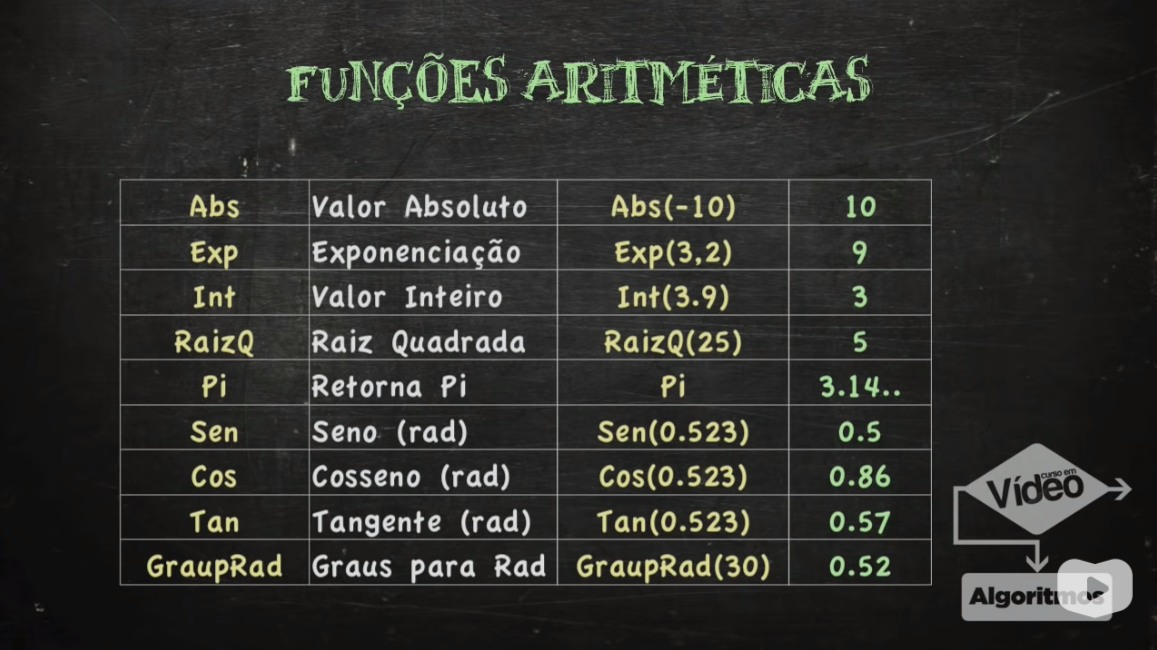 FUNÇÕES ARITMÉTICAS
Abs Valor Absoluto Abs(-10) 10
Exp Exponenciação Exp(3,2) 9
Int Valor Inteiro Int(3.9) 3
RaizQ Raiz Quadrada RaizQ(25) 5
Pi Retorna Pi Pi 3.14..
Sen Seno (rad) Sen(0.523) 0.5
Cos Cosseno (rad) Cos(0.523) 0.86
Tan Tangente (rad) Tan(0.523) 0.57
GraupRad Graus para Rad GraupRad(30) 0.52
curso em
Vídeo
Algoritmos